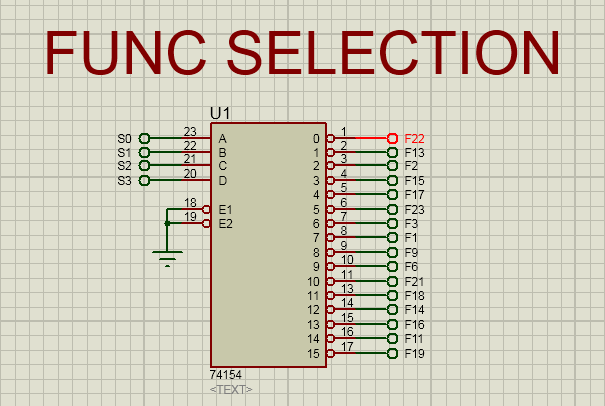 FUNC SELECTION
U1
S0 23 A 0 1 F22
S1 22 B 1 2 F13
S2 21 C 2 3 F2
S3 20 D 3 4 F15
4 5 F17
18 E1 5 6 F23
19 E2 6 7 F3
7 8 F1
8 9 F9
9 10 F6
10 11 F21
11 13 F18
12 14 F14
13 15 F16
14 16 F11
15 17 F19
74154
<TEXT>